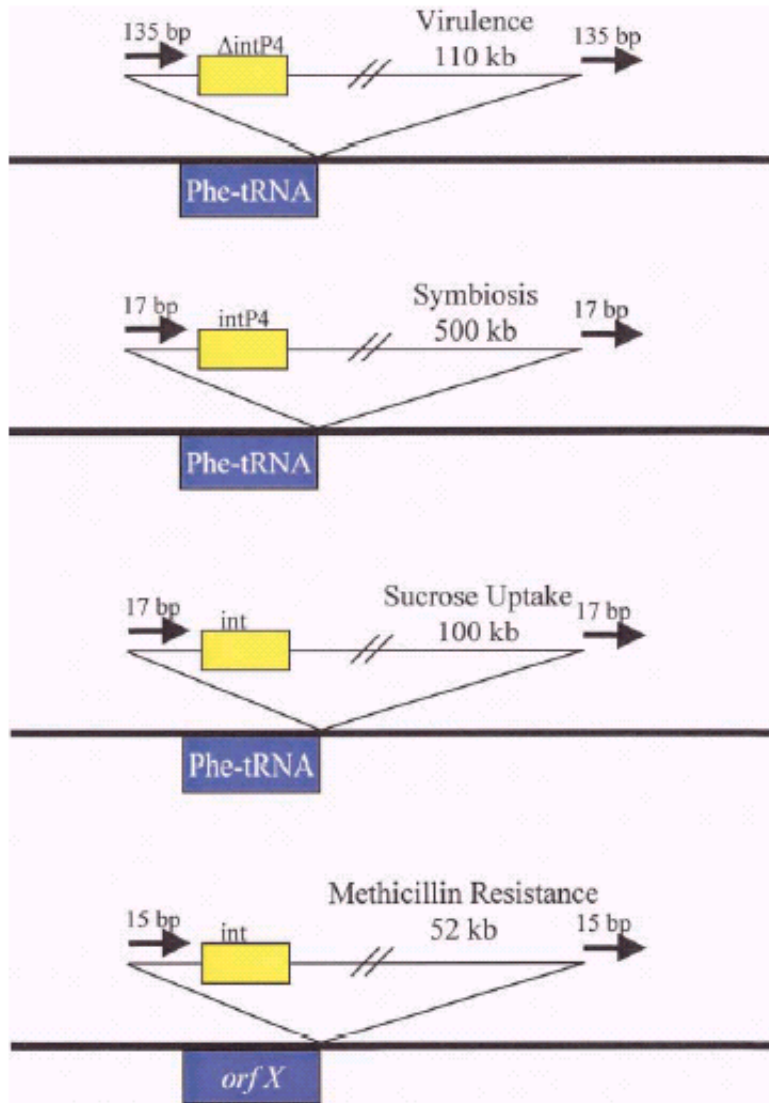 135 bp
ΔintP4
Virulence
110 kb
135 bp
Phe-tRNA
17 bp
intP4
Symbiosis
500 kb
17 bp
Phe-tRNA
17 bp
int
Sucrose Uptake
100 kb
17 bp
Phe-tRNA
15 bp
int
Methicillin Resistance
52 kb
15 bp
orf X